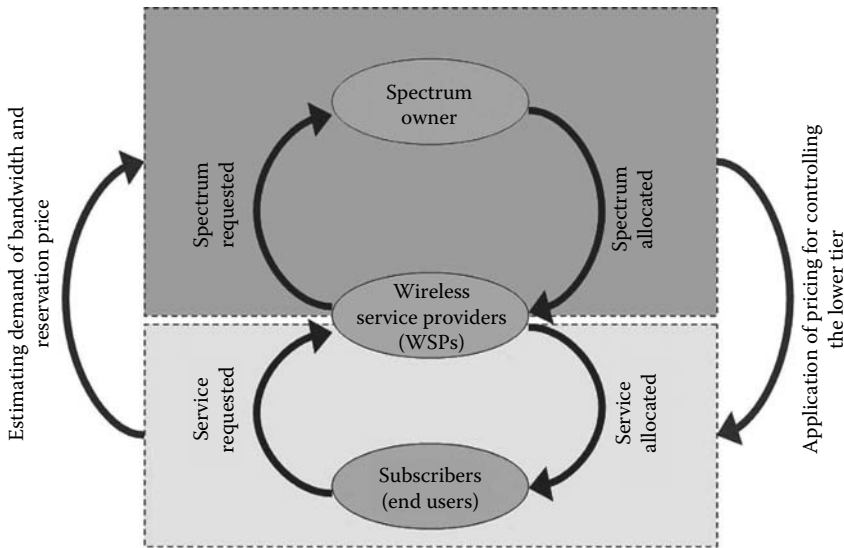 Spectrum
owner
Spectrum
requested
Spectrum
allocated
Wireless
service providers
(WSPs)
Service
requested
Service
allocated
Subscribers
(end users)
Estimating demand of bandwidth and
reservation price
Application of pricing for controlling
the lower tier